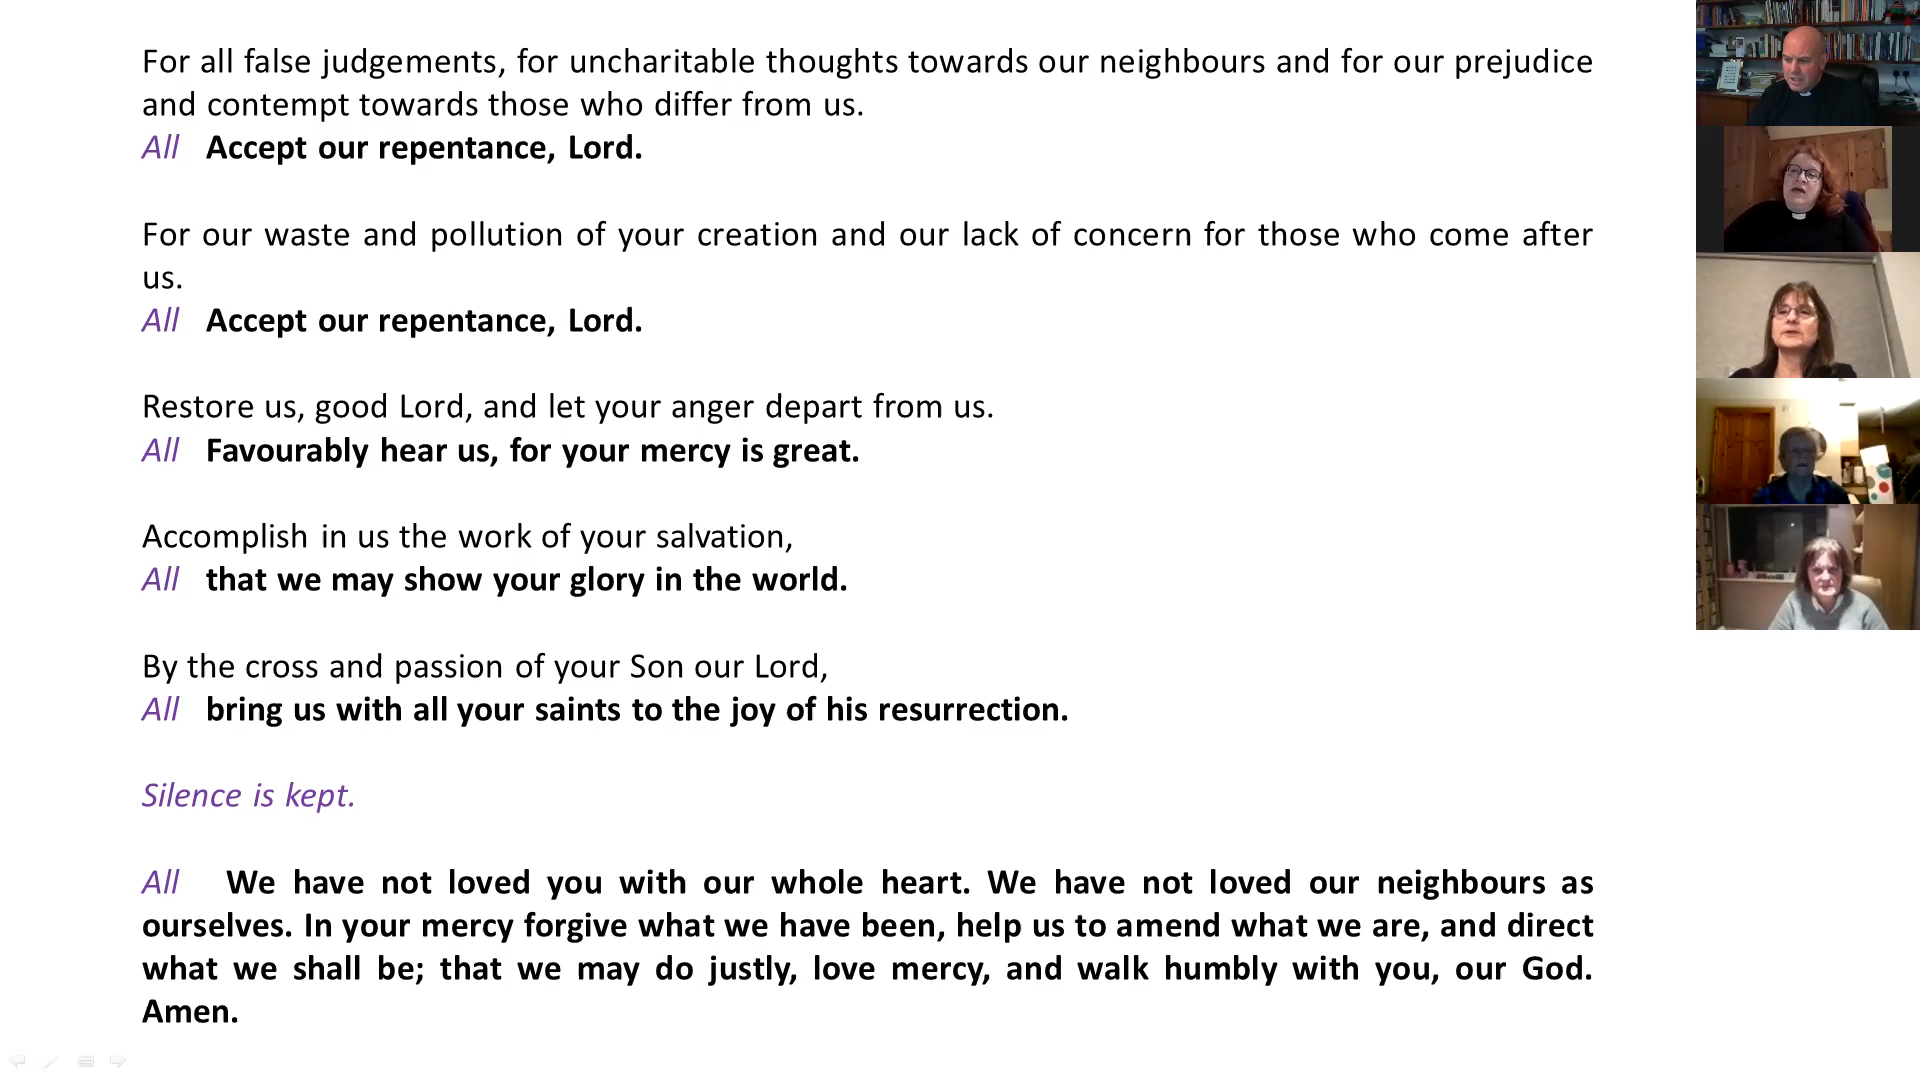 For all false judgements, for uncharitable thoughts towards our neighbours and for our prejudice
and contempt towards those who differ from us.
All Accept our repentance, Lord.
For our waste and pollution of your creation and our lack of concern for those who come after
us.
All Accept our repentance, Lord.
Restore us, good Lord, and let your anger depart from us.
All Favourably hear us, for your mercy is great.
Accomplish in us the work of your salvation,
All that we may show your glory in the world.
By the cross and passion of your Son our Lord,
All bring us with all your saints to the joy of his resurrection.
Silence is kept.
All We have not loved you with our whole heart. We have not loved our neighbours as
ourselves. In your mercy forgive what we have been, help us to amend what we are, and direct
what we shall be; that we may do justly, love mercy, and walk humbly with you, our God.
Amen.